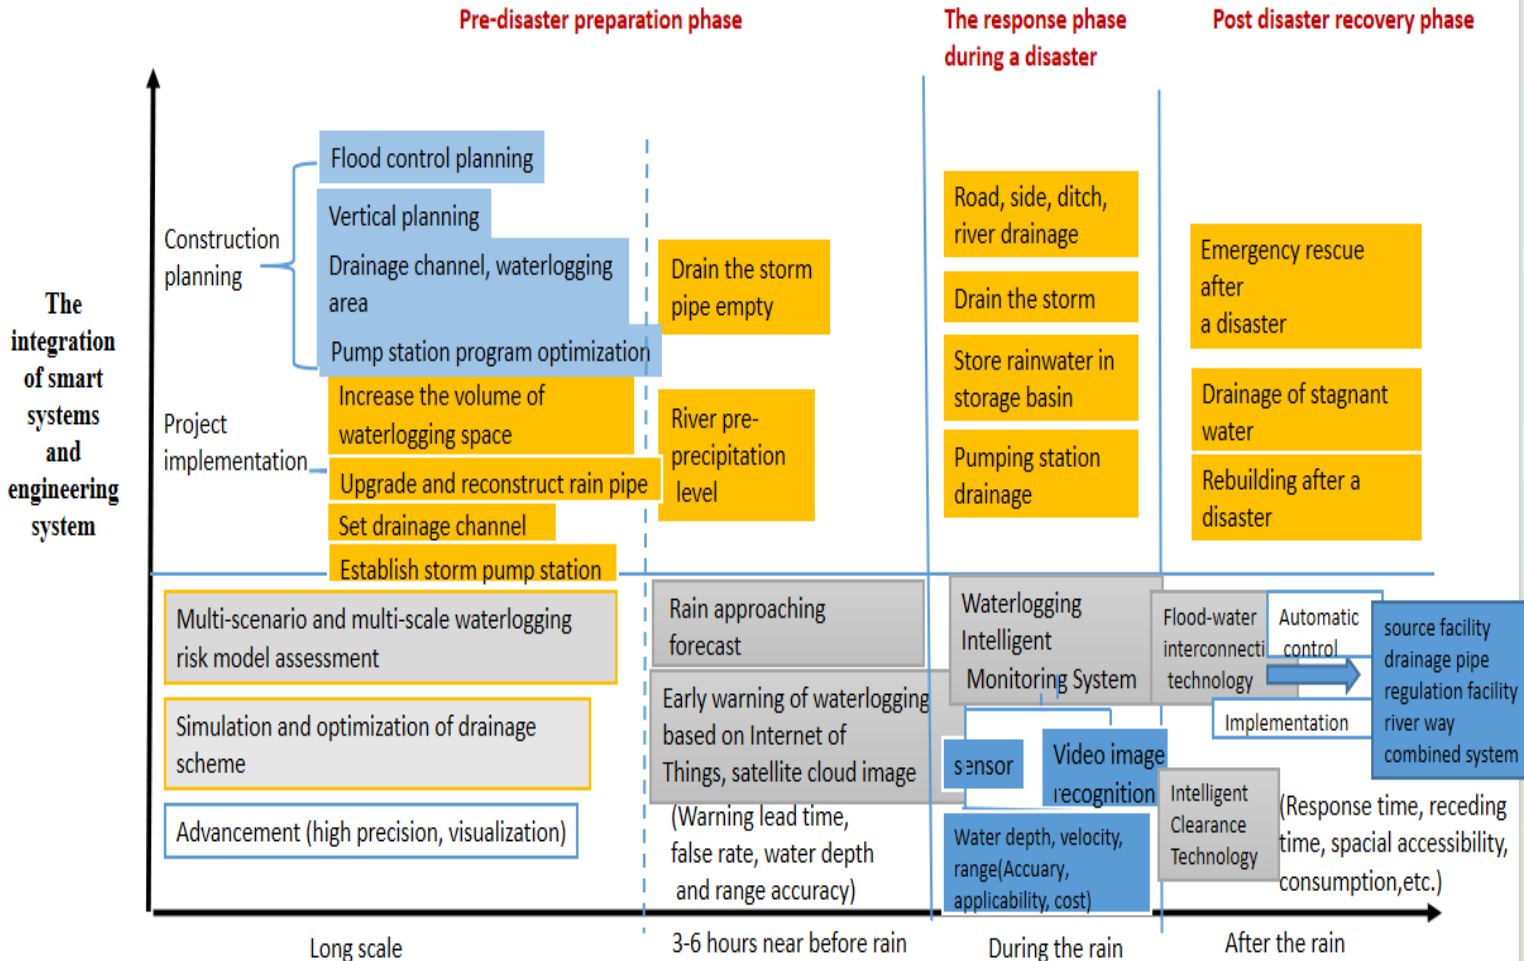 Pre-disaster preparation phase
The response phase
during a disaster
Post disaster recovery phase
The
integration
of smart
systems
and
engineering
system
Construction
planning
Flood control planning
Vertical planning
Drainage channel, waterlogging
area
Pump station program optimization
Project
implementation
Increase the volume of
waterlogging space
Upgrade and reconstruct rain pipe
Set drainage channel
Establish storm pump station
Drain the storm
pipe empty
River pre-
precipitation
level
Road, side, ditch,
river drainage
Drain the storm
Store rainwater in
storage basin
Pumping station
drainage
Emergency rescue
after
a disaster
Drainage of stagnant
water
Rebuilding after a
disaster
Multi-scenario and multi-scale waterlogging
risk model assessment
Simulation and optimization of drainage
scheme
Advancement (high precision, visualization)
Rain approaching
forecast
Early warning of waterlogging
based on Internet of
Things, satellite cloud image
(Warning lead time,
false rate, water depth
and range accuracy)
Waterlogging
Intelligent
Monitoring System
sensor
Video image
recognition
Water depth, velocity,
range(Accuary,
applicability, cost)
Flood-water
interconnecti
technology
Automatic
control
Implementation
source facility
drainage pipe
regulation facility
river way
combined system
Intelligent
Clearance
Technology
(Response time, receding
time, spacial accessibility,
consumption,etc.)
Long scale
3-6 hours near before rain
During the rain
After the rain